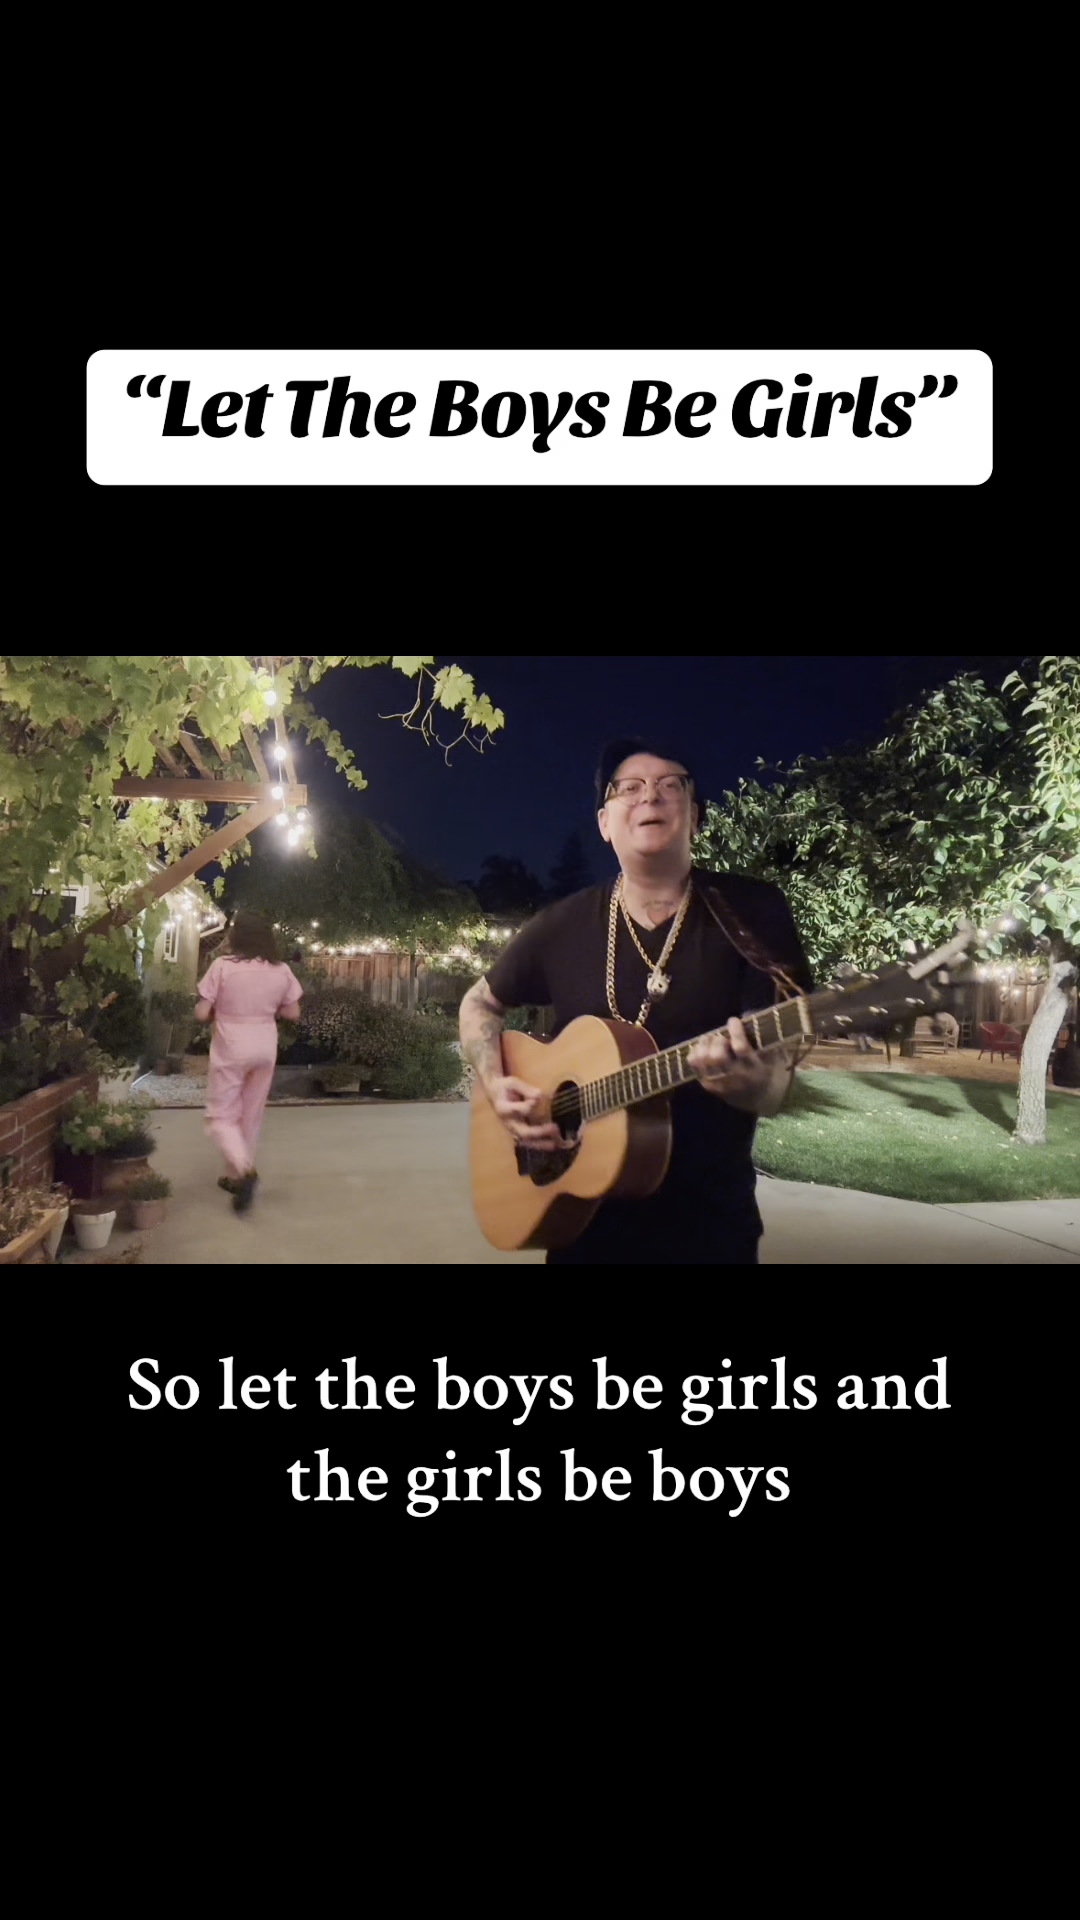 “Let The Boys Be Girls”
So let the boys be girls and
the girls be boys